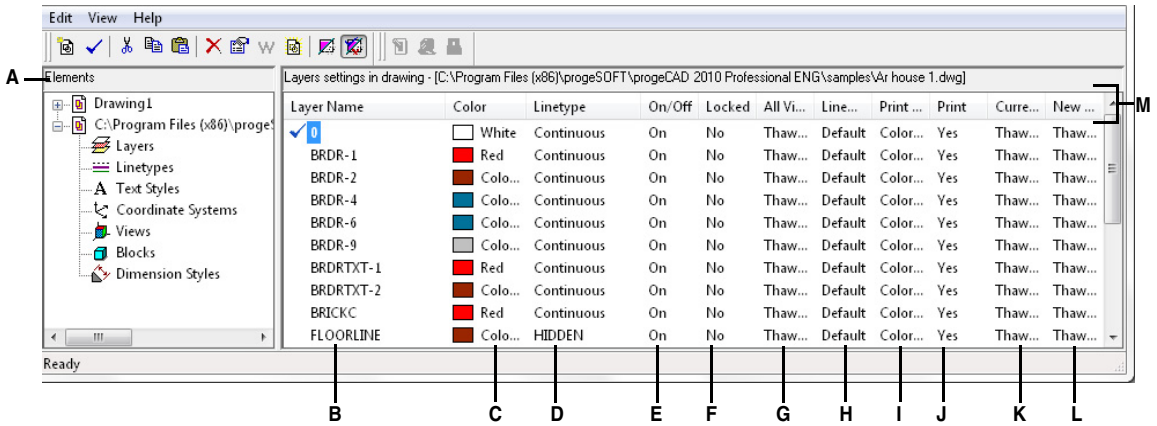 Edit View Help
A
Elements
Layers settings in drawing - [C:\Program Files (x86)\progeSOFT\progeCAD 2010 Professional ENG\samples\Ar house 1.dwg]
M
Drawing1
C:\Program Files (x86)\proge
Layers
Linetypes
A Text Styles
Coordinate Systems
Views
Blocks
Dimension Styles
Layer Name Color Linetype On/Off Locked All Vi... Line... Print ... Print Curre... New ...
0 White Continuous On No Thaw... Default Color... Yes Thaw... Thaw...
BRDR-1 Red Continuous On No Thaw... Default Color... Yes Thaw... Thaw...
BRDR-2 Colo... Continuous On No Thaw... Default Color... Yes Thaw... Thaw...
BRDR-4 Colo... Continuous On No Thaw... Default Color... Yes Thaw... Thaw...
BRDR-6 Colo... Continuous On No Thaw... Default Color... Yes Thaw... Thaw...
BRDR-9 Colo... Continuous On No Thaw... Default Color... Yes Thaw... Thaw...
BRDRTXT-1 Red Continuous On No Thaw... Default Color... Yes Thaw... Thaw...
BRDRTXT-2 Colo... Continuous On No Thaw... Default Color... Yes Thaw... Thaw...
BRICKC Red Continuous On No Thaw... Default Color... Yes Thaw... Thaw...
FLOORLINE Colo... HIDDEN On No Thaw... Default Color... Yes Thaw... Thaw...
Ready
B C D E F G H I J K L